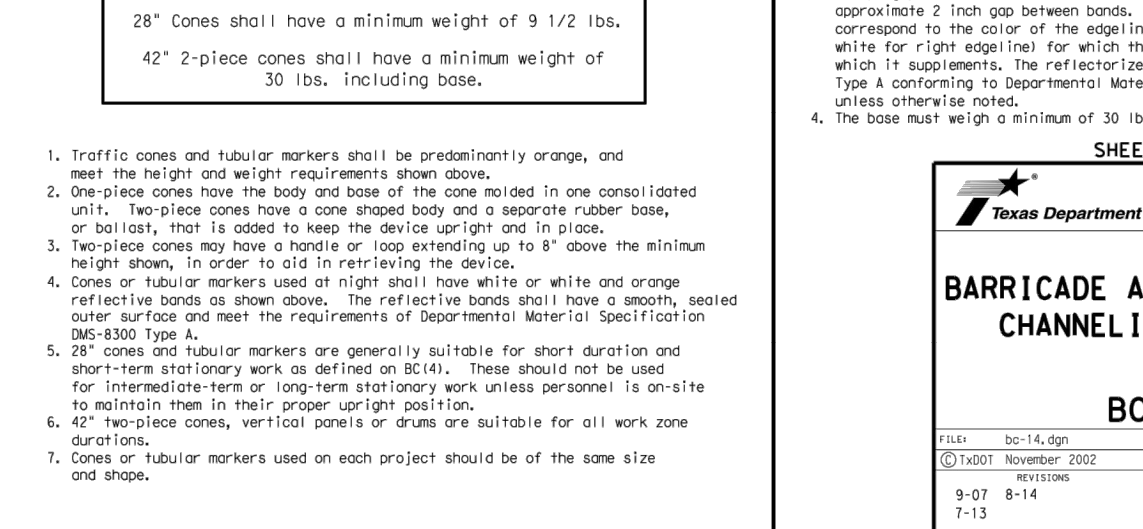 28" Cones shall have a minimum weight of 9 1/2 lbs.
42" 2-piece cones shall have a minimum weight of
30 lbs. including base.
1. Traffic cones and tubular markers shall be predominantly orange, and
meet the height and weight requirements shown above.
2. One-piece cones have the body and base of the cone molded in one consolidated
unit. Two-piece cones have a cone shaped body and a separate rubber base,
or ballast, that is added to keep the device upright and in place.
3. Two-piece cones may have a handle or loop extending up to 8" above the minimum
height shown, in order to aid in retrieving the device.
4. Cones or tubular markers used at night shall have white or white and orange
reflective bands as shown above. The reflective bands shall have a smooth, sealed
outer surface and meet the requirements of Departmental Material Specification
DMS-8300 Type A.
5. 28" cones and tubular markers are generally suitable for short duration and
short-term stationary work as defined on BC(4). These should not be used
for intermediate-term or long-term stationary work unless personnel is on-site
to maintain them in their proper upright position.
6. 42" two-piece cones, vertical panels or drums are suitable for all work zone
durations.
7. Cones or tubular markers used on each project should be of the same size
and shape.
approximate 2 inch gap between bands.
correspond to the color of the edgelin
white for right edgeline) for which th
which it supplements. The reflectorize
Type A conforming to Departmental Mate
unless otherwise noted.
4. The base must weigh a minimum of 30 lb
SHEE
®
Texas Department
BARRICADE A
CHANNELI
BC
FILE: bc-14.dgn
© TxDOT November 2002
REVISIONS
9-07 8-14
7-13